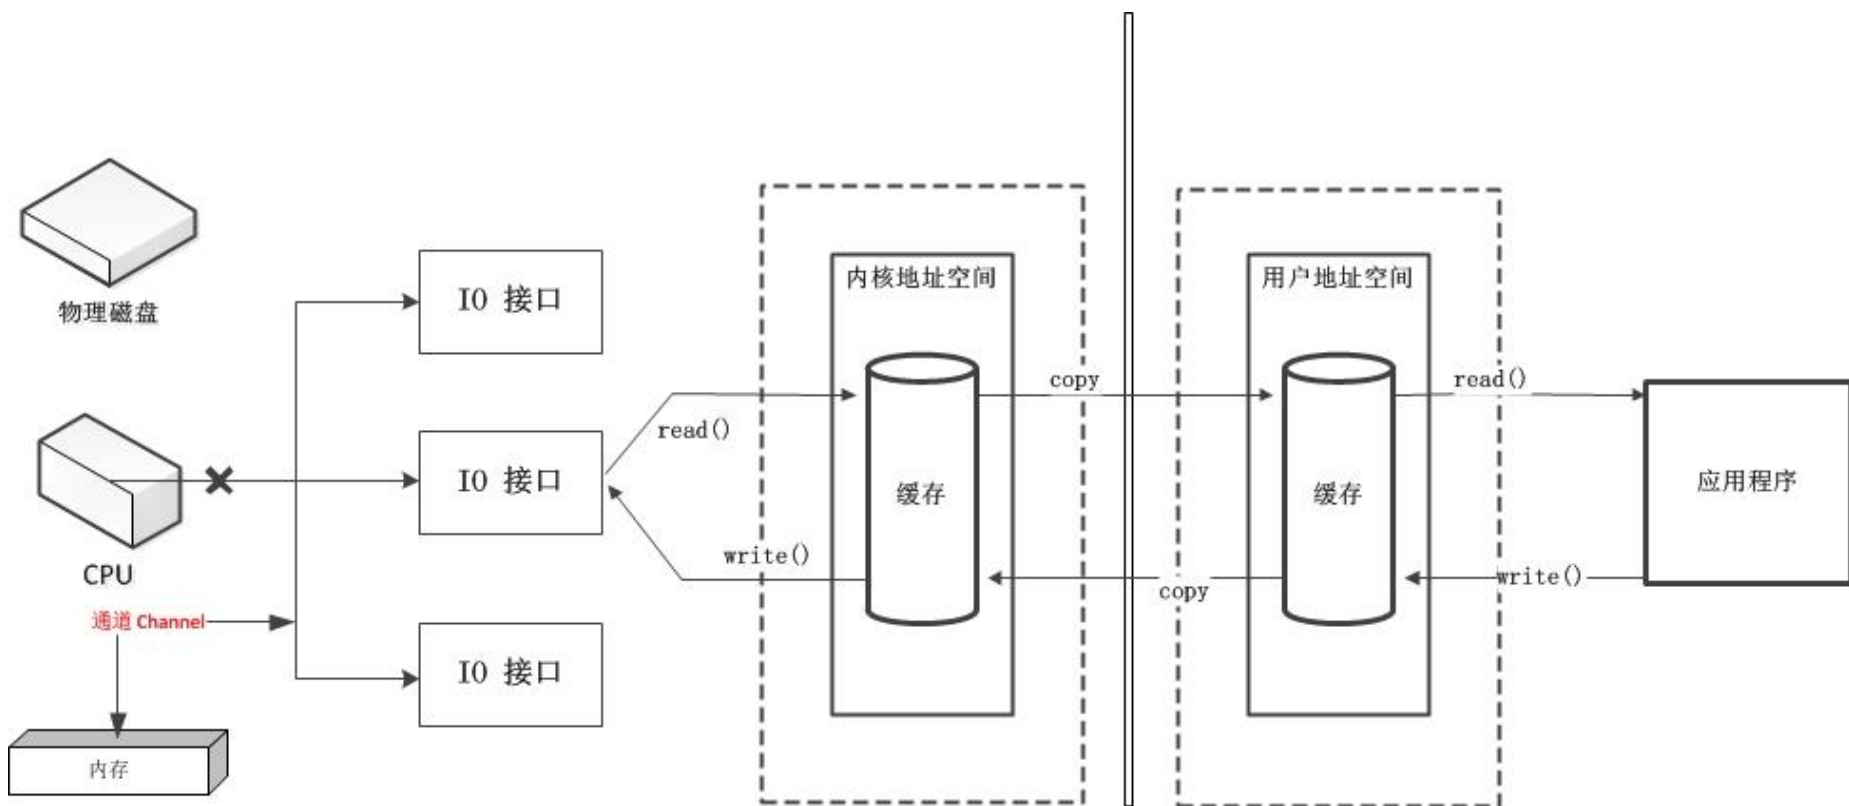 物理磁盘
CPU
通道 Channel
内存
IO 接口
IO 接口
IO 接口
read()
write()
内核地址空间
缓存
copy
copy
用户地址空间
缓存
read()
write()
应用程序